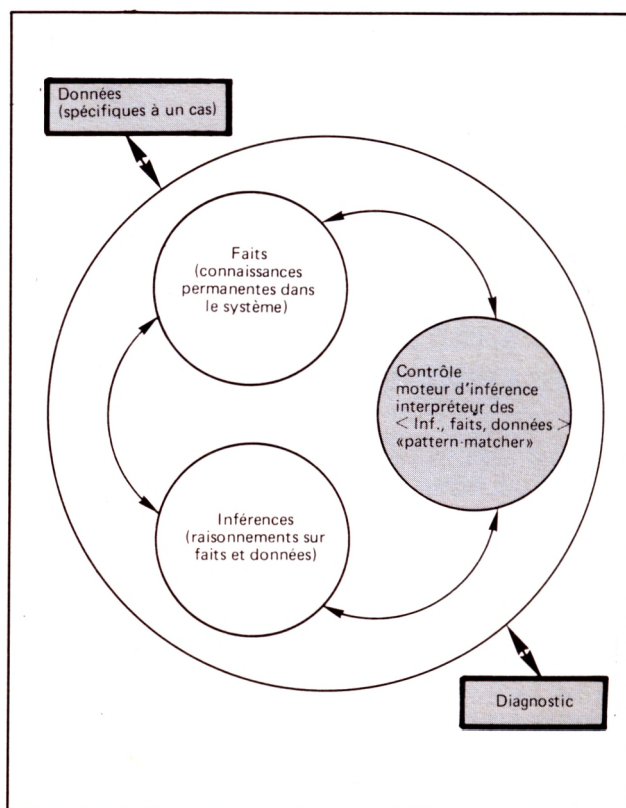 Données
(spécifiques à un cas)
Faits
(connaissances
permanentes dans
le système)
Contrôle
moteur d'inférence
interpréteur des
< Inf., faits, données >
«pattern-matcher»
Inférences
(raisonnements sur
faits et données)
Diagnostic